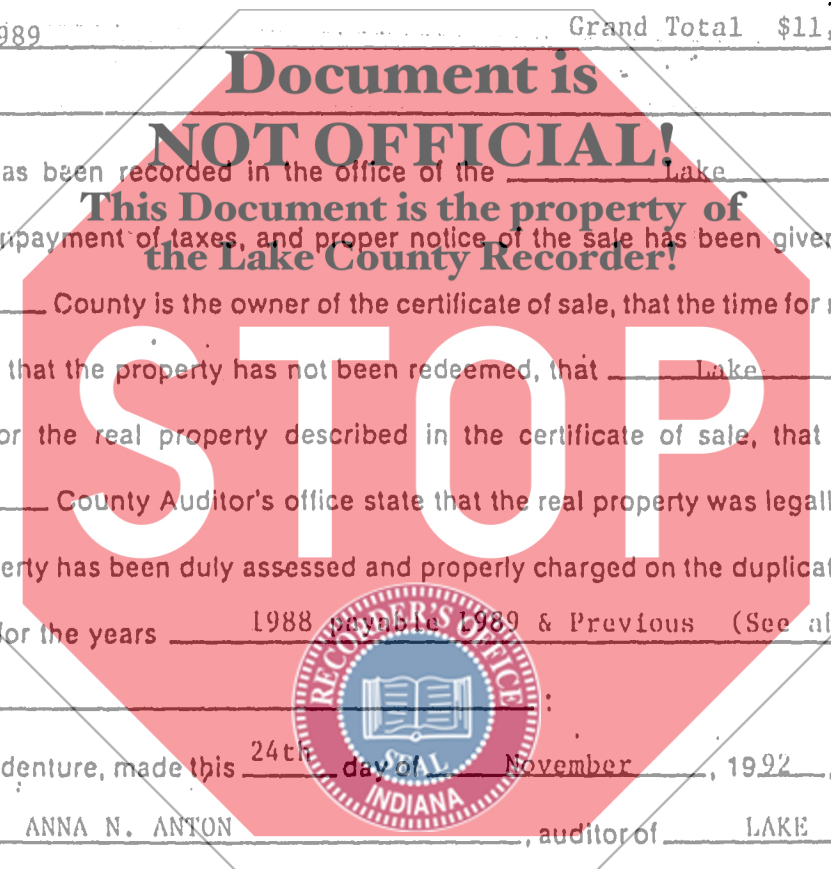 989 Grand Total $11,
Document is
NOT OFFICIAL!
as been recorded in the office of the Lake
This Document is the property of
payment of taxes, and proper notice of the sale has been given
the Lake County Recorder!
County is the owner of the certificate of sale, that the time for
that the property has not been redeemed, that Lake
STOP
or the real property described in the certificate of sale, that
County Auditor's office state that the real property was legall
erty has been duly assessed and properly charged on the duplicat
for the years 1988 payable 1989 & Previous (See al
RECORDER'S OFFICE
SEAL
INDIANA
denture, made this 24th day of November, 1992,
ANNA N. ANTON, auditor of LAKE